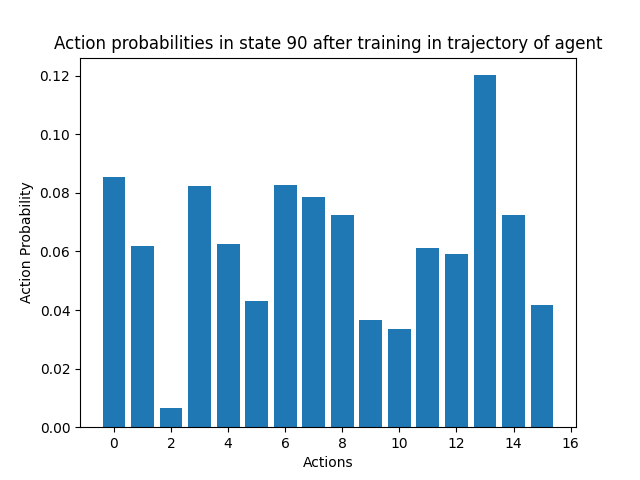 Action probabilities in state 90 after training in trajectory of agent
0.12
0.10
0.08
0.06
0.04
0.02
0.00
Action Probability
0 2 4 6 8 10 12 14 16
Actions